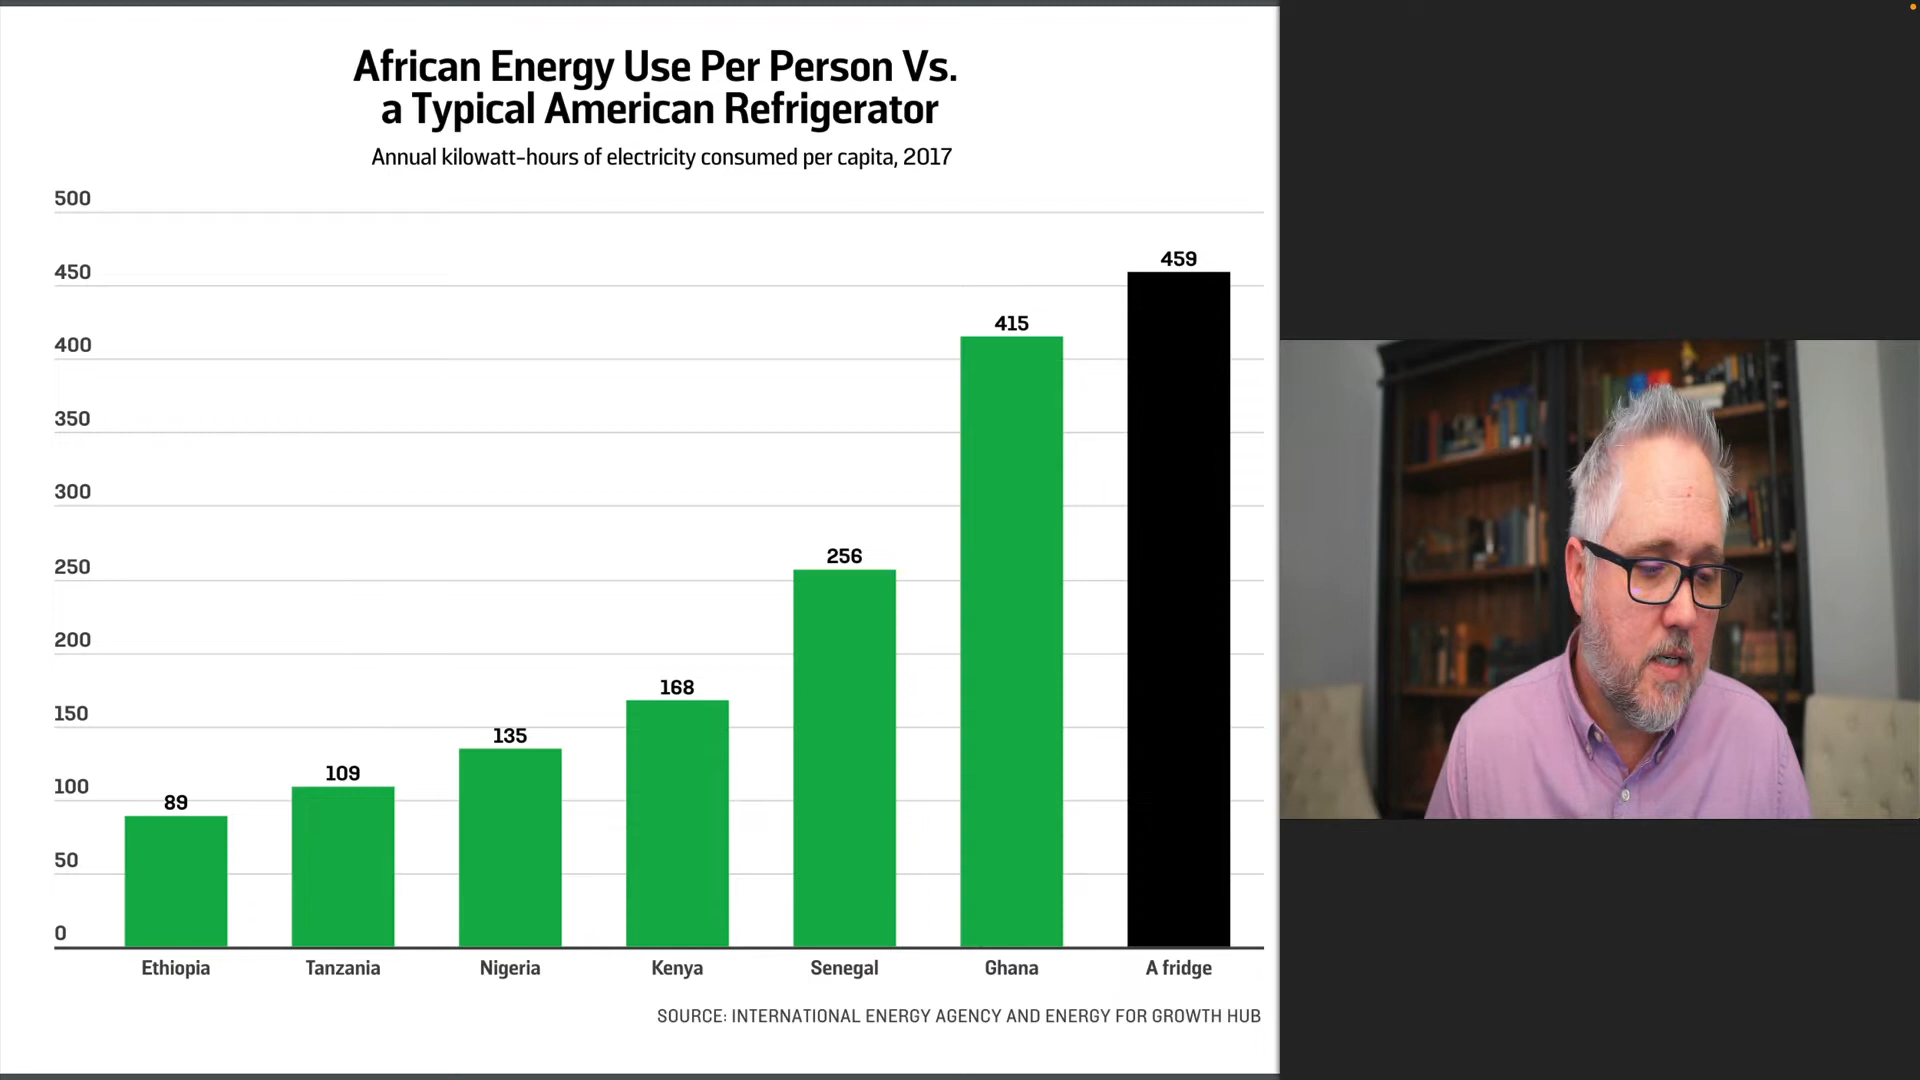 African Energy Use Per Person Vs.
a Typical American Refrigerator
Annual kilowatt-hours of electricity consumed per capita, 2017
500
450
400
350
300
250
200
150
100
50
0
89
109
135
168
256
415
459
Ethiopia
Tanzania
Nigeria
Kenya
Senegal
Ghana
A fridge
SOURCE: INTERNATIONAL ENERGY AGENCY AND ENERGY FOR GROWTH HUB